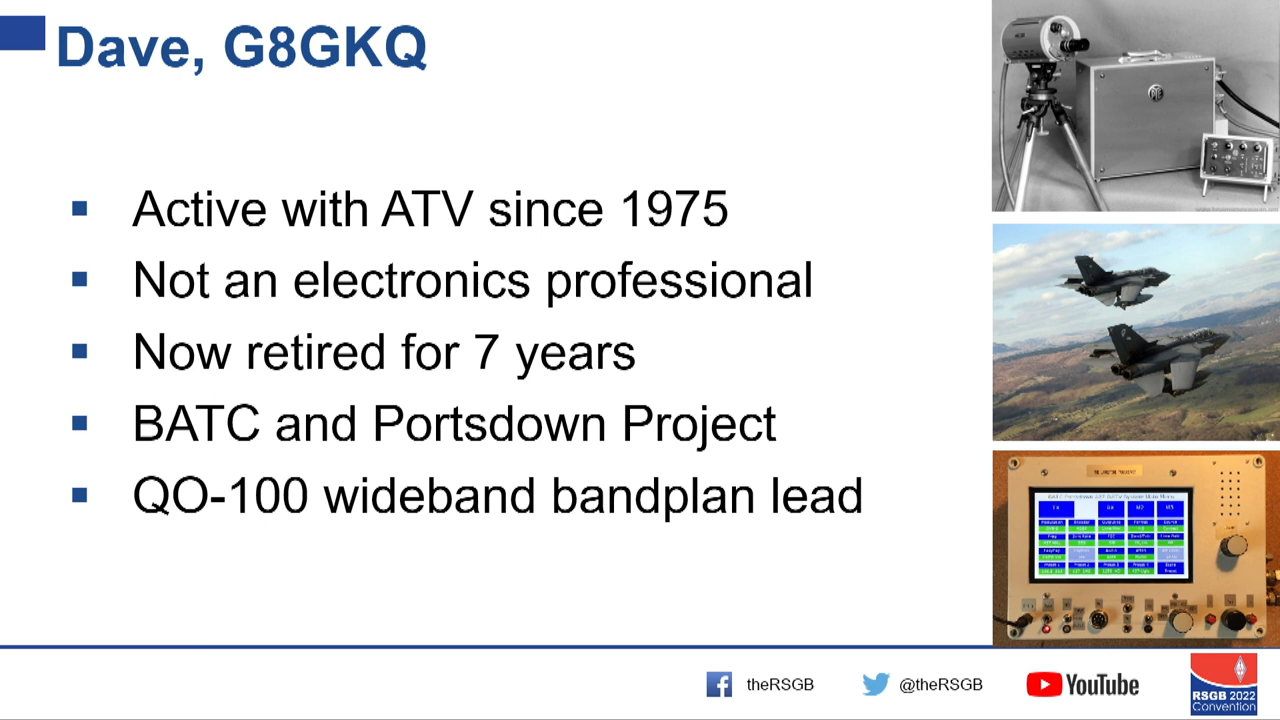 Dave, G8GKQ
Active with ATV since 1975
Not an electronics professional
Now retired for 7 years
BATC and Portsdown Project
QO-100 wideband bandplan lead
PYE
theRSGB
@theRSGB
YouTube
RSGB 2022
Convention